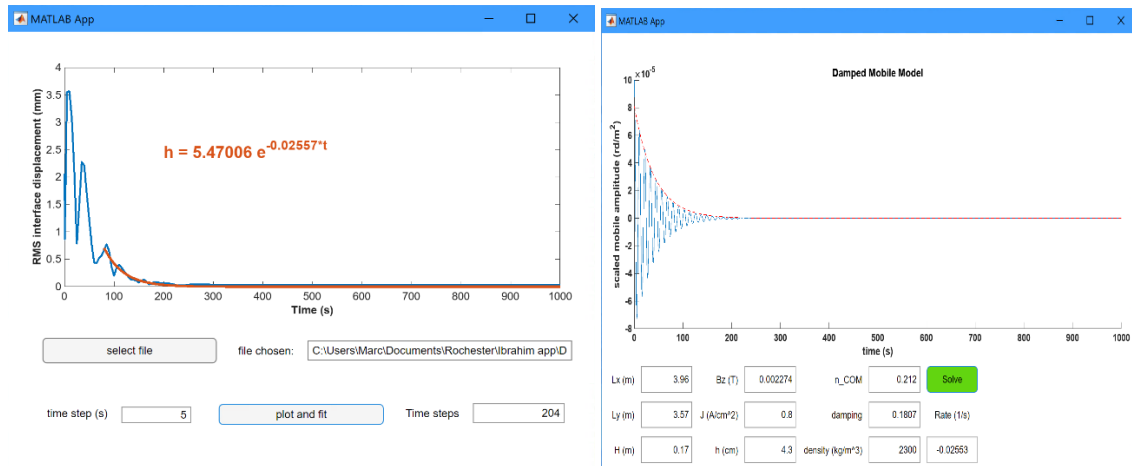 MATLAB App
4
3.5
3
2.5
2
1.5
1
0.5
0
RMS interface displacement (mm)
h = 5.47006 e^-0.02557*t
0 100 200 300 400 500 600 700 800 900 1000
Time (s)
select file
file chosen:
C:\Users\Marc\Documents\Rochester\Ibrahim app\D
time step (s)
5
plot and fit
Time steps
204
MATLAB App
Damped Mobile Model
10 ×10^-5
8
6
4
2
0
-2
-4
-6
-8
scaled mobile amplitude (rd/m^2)
0 100 200 300 400 500 600 700 800 900 1000
time (s)
Lx (m) 3.96 Bz (T) 0.002274 n_COM 0.212 Solve
Ly (m) 3.57 J (A/cm^2) 0.8 damping 0.1807 Rate (1/s)
H (m) 0.17 h (cm) 4.3 density (kg/m^3) 2300 -0.02553